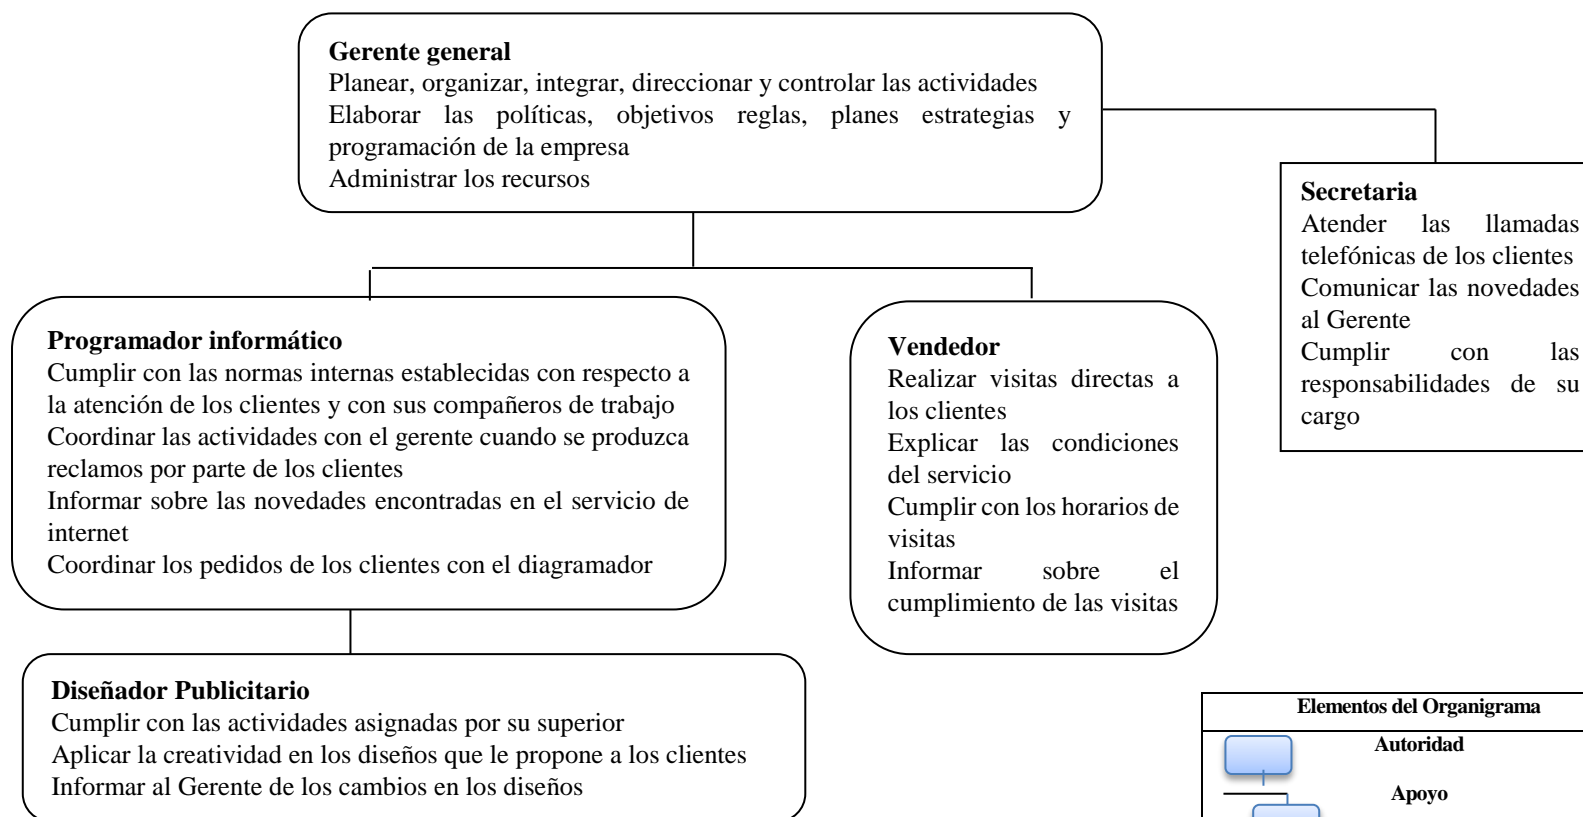 Gerente general
Planear, organizar, integrar, direccionar y controlar las actividades
Elaborar las políticas, objetivos reglas, planes estrategias y
programación de la empresa
Administrar los recursos
Secretaria
Atender las llamadas
telefónicas de los clientes
Comunicar las novedades
al Gerente
Cumplir con las
responsabilidades de su
cargo
Programador informático
Cumplir con las normas internas establecidas con respecto a
la atención de los clientes y con sus compañeros de trabajo
Coordinar las actividades con el gerente cuando se produzca
reclamos por parte de los clientes
Informar sobre las novedades encontradas en el servicio de
internet
Coordinar los pedidos de los clientes con el diagramador
Vendedor
Realizar visitas directas a
los clientes
Explicar las condiciones
del servicio
Cumplir con los horarios de
visitas
Informar sobre el
cumplimiento de las visitas
Diseñador Publicitario
Cumplir con las actividades asignadas por su superior
Aplicar la creatividad en los diseños que le propone a los clientes
Informar al Gerente de los cambios en los diseños
Elementos del Organigrama
Autoridad
Apoyo